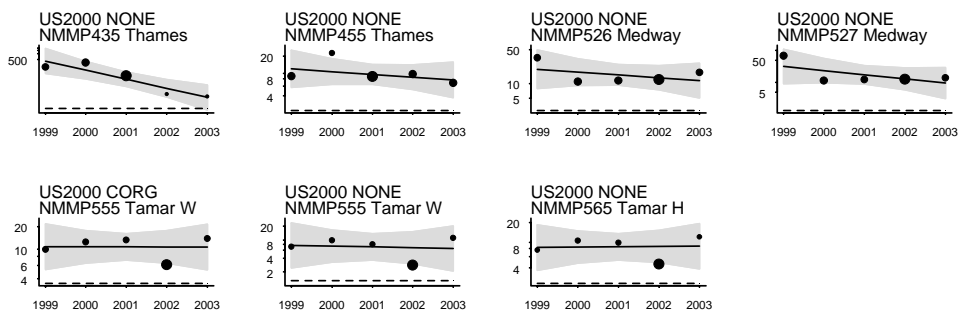 US2000 NONE
NMMP435 Thames
500
1999 2000 2001 2002 2003
US2000 NONE
NMMP455 Thames
20
8
4
1999 2000 2001 2002 2003
US2000 NONE
NMMP526 Medway
50
10
5
1999 2000 2001 2002 2003
US2000 NONE
NMMP527 Medway
50
5
1999 2000 2001 2002 2003
US2000 CORG
NMMP555 Tamar W
20
10
6
4
1999 2000 2001 2002 2003
US2000 NONE
NMMP555 Tamar W
20
8
4
2
1999 2000 2001 2002 2003
US2000 NONE
NMMP565 Tamar H
20
8
4
1999 2000 2001 2002 2003